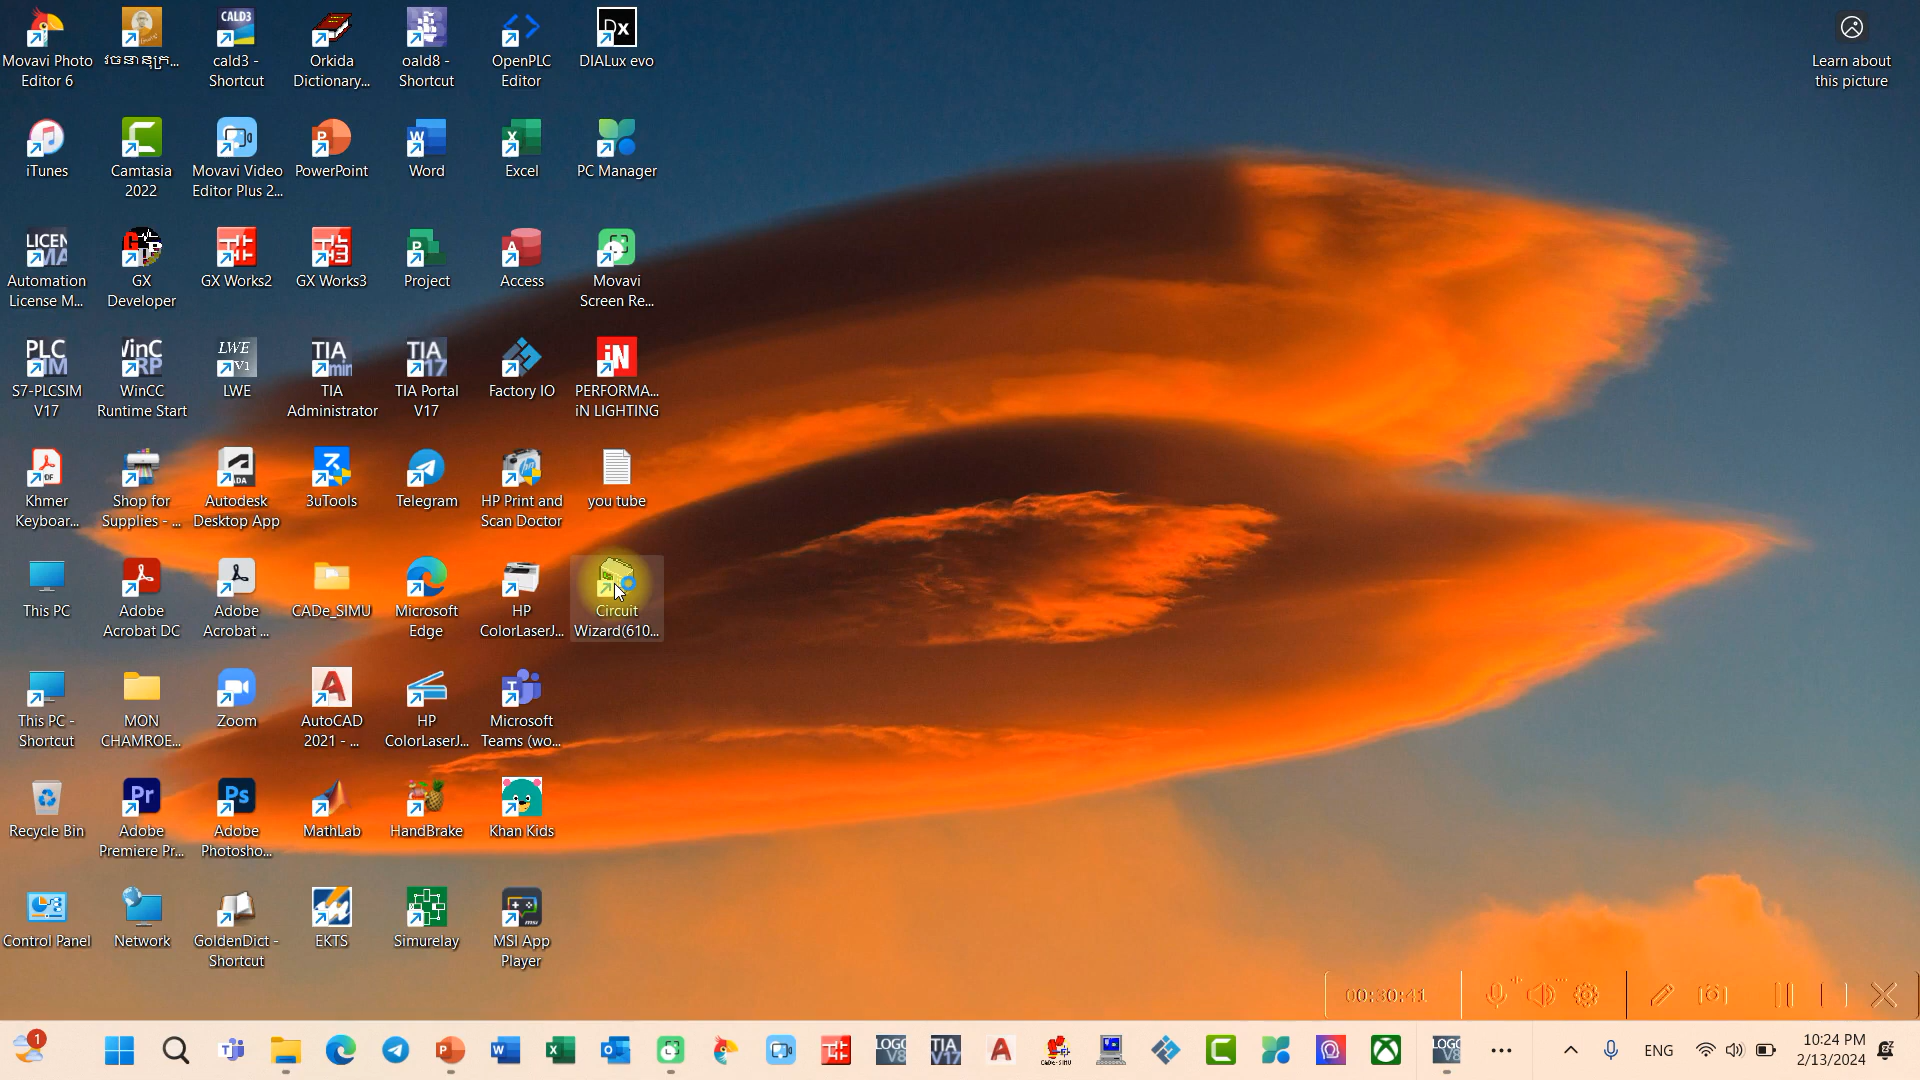 Movavi Photo
Editor 6
វចនានុក្រ...
cald3 -
Shortcut
Orkida
Dictionary...
oald8 -
Shortcut
OpenPLC
Editor
DIALux evo
Learn about
this picture
iTunes
Camtasia
2022
Movavi Video
Editor Plus 2...
PowerPoint
Word
Excel
PC Manager
Automation
License M...
GX
Developer
GX Works2
GX Works3
Project
Access
Movavi
Screen Re...
S7-PLCSIM
V17
WinCC
Runtime Start
LWE
TIA
Administrator
TIA Portal
V17
Factory IO
PERFORMA...
iN LIGHTING
Khmer
Keyboar...
Shop for
Supplies - ...
Autodesk
Desktop App
3uTools
Telegram
HP Print and
Scan Doctor
you tube
This PC
Adobe
Acrobat DC
Adobe
Acrobat ...
CADe_SIMU
Microsoft
Edge
HP
ColorLaserJ...
Circuit
Wizard(610...
This PC -
Shortcut
MON
CHAMROE...
Zoom
AutoCAD
2021 - ...
HP
ColorLaserJ...
Microsoft
Teams (wo...
Recycle Bin
Adobe
Premiere Pr...
Adobe
Photosho...
MathLab
HandBrake
Khan Kids
Control Panel
Network
GoldenDict -
Shortcut
EKTS
Simurelay
MSI App
Player
00:30:41
1
ENG
10:24 PM
2/13/2024